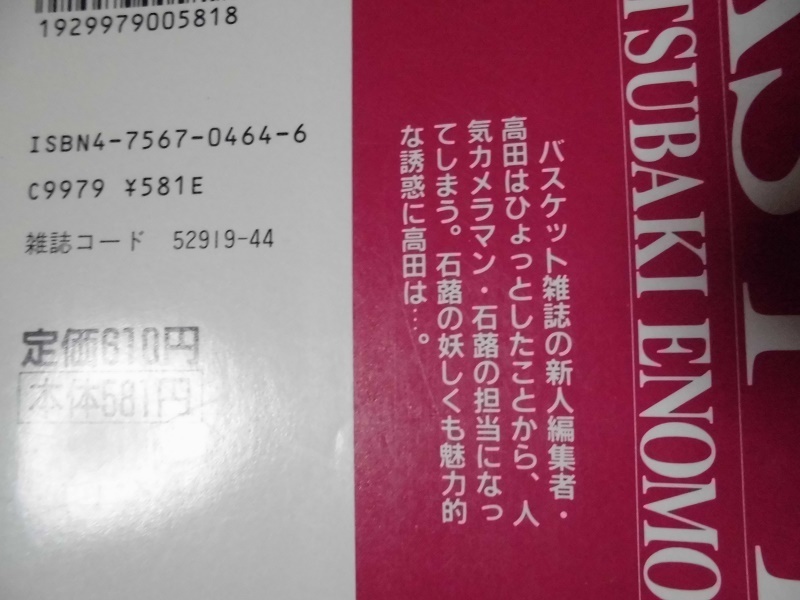 1929979005818
ISBN4-7567-0464-6
C9979 ¥581E
雑誌コード 52919-44
定価610円
本体581円
バスケット雑誌の新人編集者・
高田はひょっとしたことから、人
気カメラマン・石蕗の担当になっ
てしまう。石蕗の妖しくも魅力的
な誘惑に高田は…。
TSUBAKI ENOMO